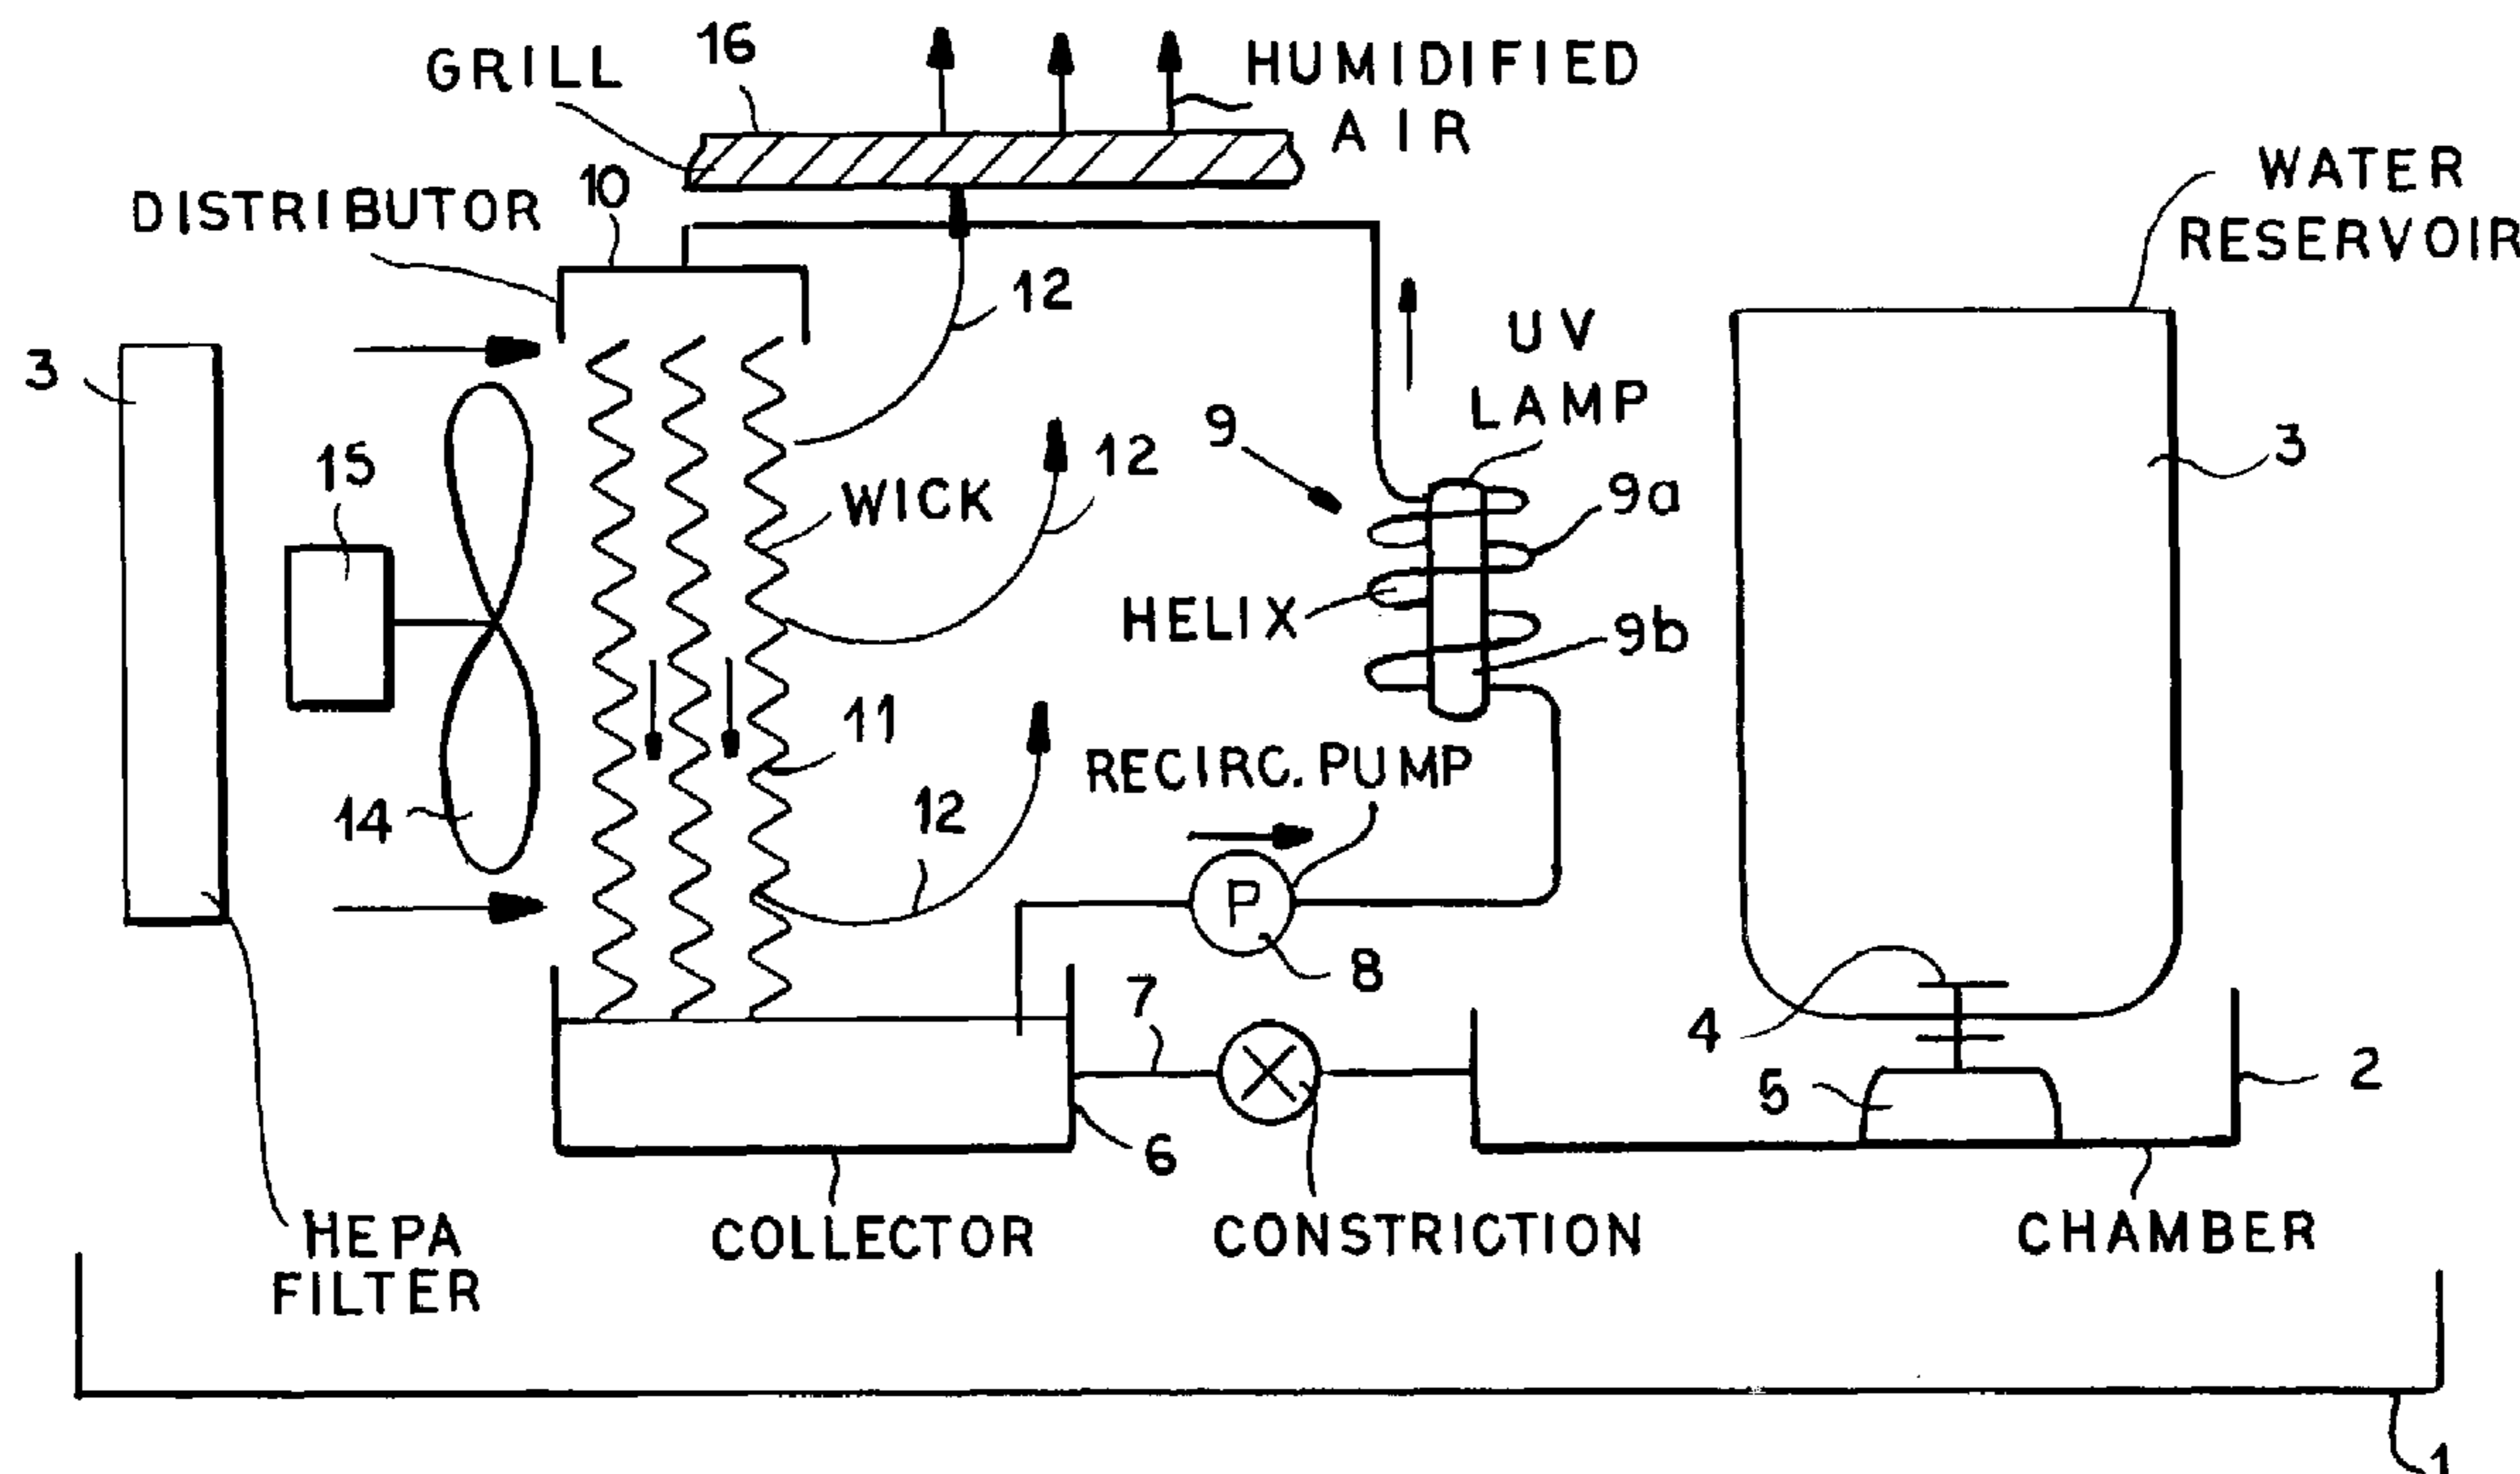 16
GRILL
HUMIDIFIED
AIR
WATER
RESERVOIR
DISTRIBUTOR
10
12
UV
LAMP
3
9
3
15
12
WICK
9a
HELIX
9b
11
RECIRC. PUMP
14
12
P
8
7
4
5
2
6
HEPA
FILTER
COLLECTOR
CONSTRICTION
CHAMBER
1